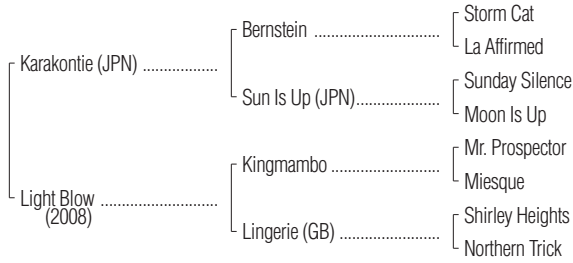 Storm Cat
Bernstein ..............................
La Affirmed
Karakontie (JPN) ..................
Sunday Silence
Sun Is Up (JPN)....................
Moon Is Up
Mr. Prospector
Kingmambo ..........................
Miesque
Light Blow ............................
(2008)
Shirley Heights
Lingerie (GB) ........................
Northern Trick